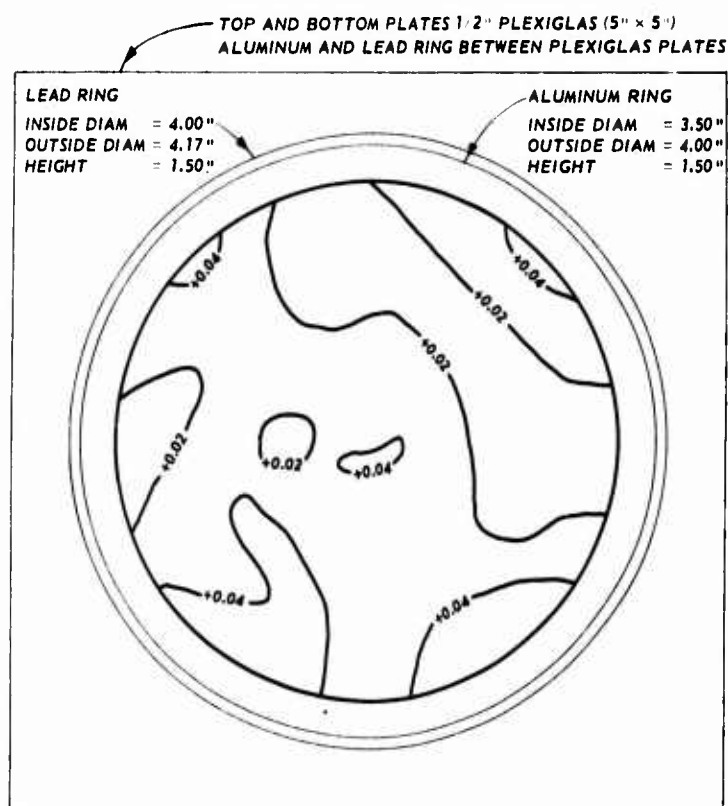 TOP AND BOTTOM PLATES 1/2" PLEXIGLAS (5" × 5")
ALUMINUM AND LEAD RING BETWEEN PLEXIGLAS PLATES
LEAD RING
INSIDE DIAM = 4.00"
OUTSIDE DIAM = 4.17"
HEIGHT = 1.50"
ALUMINUM RING
INSIDE DIAM = 3.50"
OUTSIDE DIAM = 4.00"
HEIGHT = 1.50"
+0.04
+0.04
+0.02
+0.02
+0.02
+0.02
+0.04
+0.04
+0.04